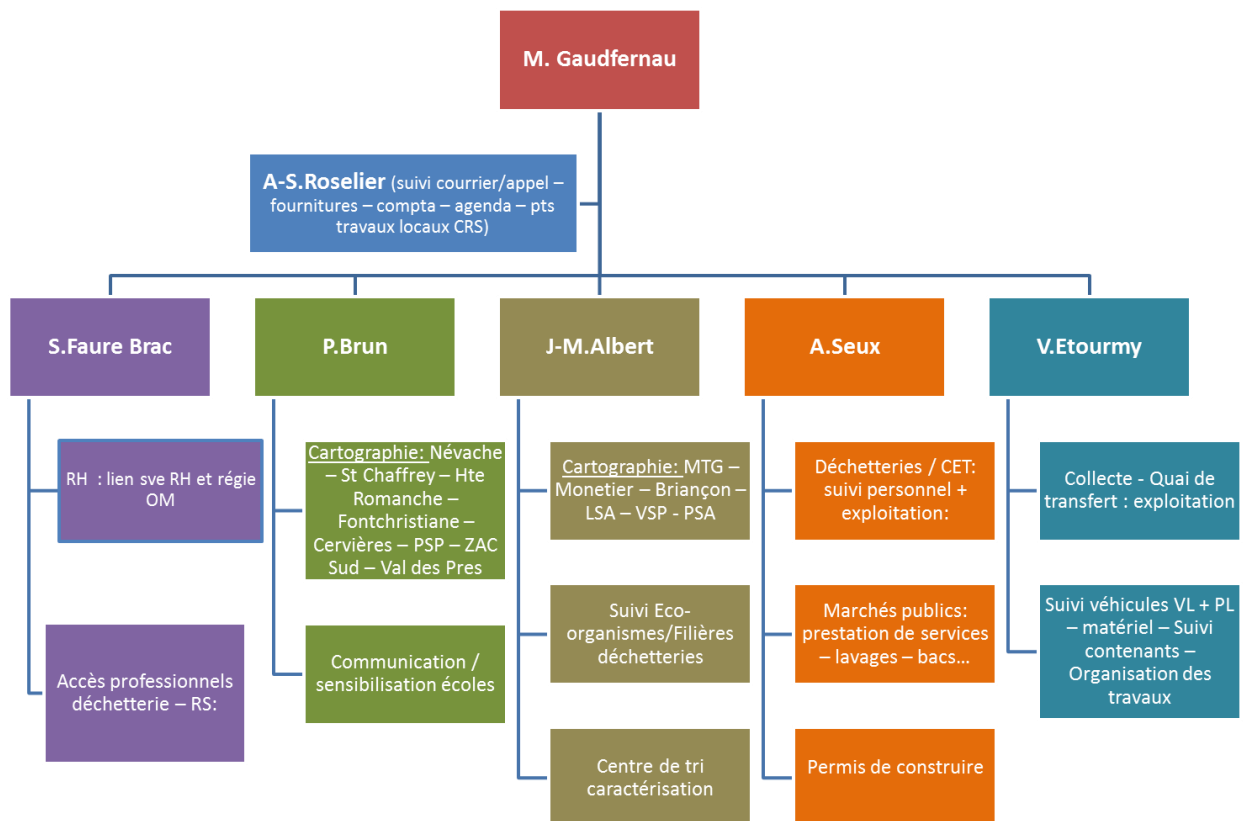 M. Gaudfernau
A-S.Roselier (suivi courrier/appel –
fournitures – compta – agenda – pts
travaux locaux CRS)
S.Faure Brac
P.Brun
J-M.Albert
A.Seux
V.Etourmy
RH  : lien sve RH et régie
OM
Accès professionnels
déchetterie – RS:
Cartographie: Névache
– St Chaffrey – Hte
Romanche –
Fontchristiane –
Cervières – PSP – ZAC
Sud – Val des Pres
Communication /
sensibilisation écoles
Cartographie: MTG –
Monetier – Briançon –
LSA – VSP - PSA
Suivi Eco-
organismes/Filières
déchetteries
Centre de tri
caractérisation
Déchetteries / CET:
suivi personnel +
exploitation:
Marchés publics:
prestation de services
– lavages – bacs...
Permis de construire
Collecte - Quai de
transfert : exploitation
Suivi véhicules VL + PL
– matériel – Suivi
contenants –
Organisation des
travaux